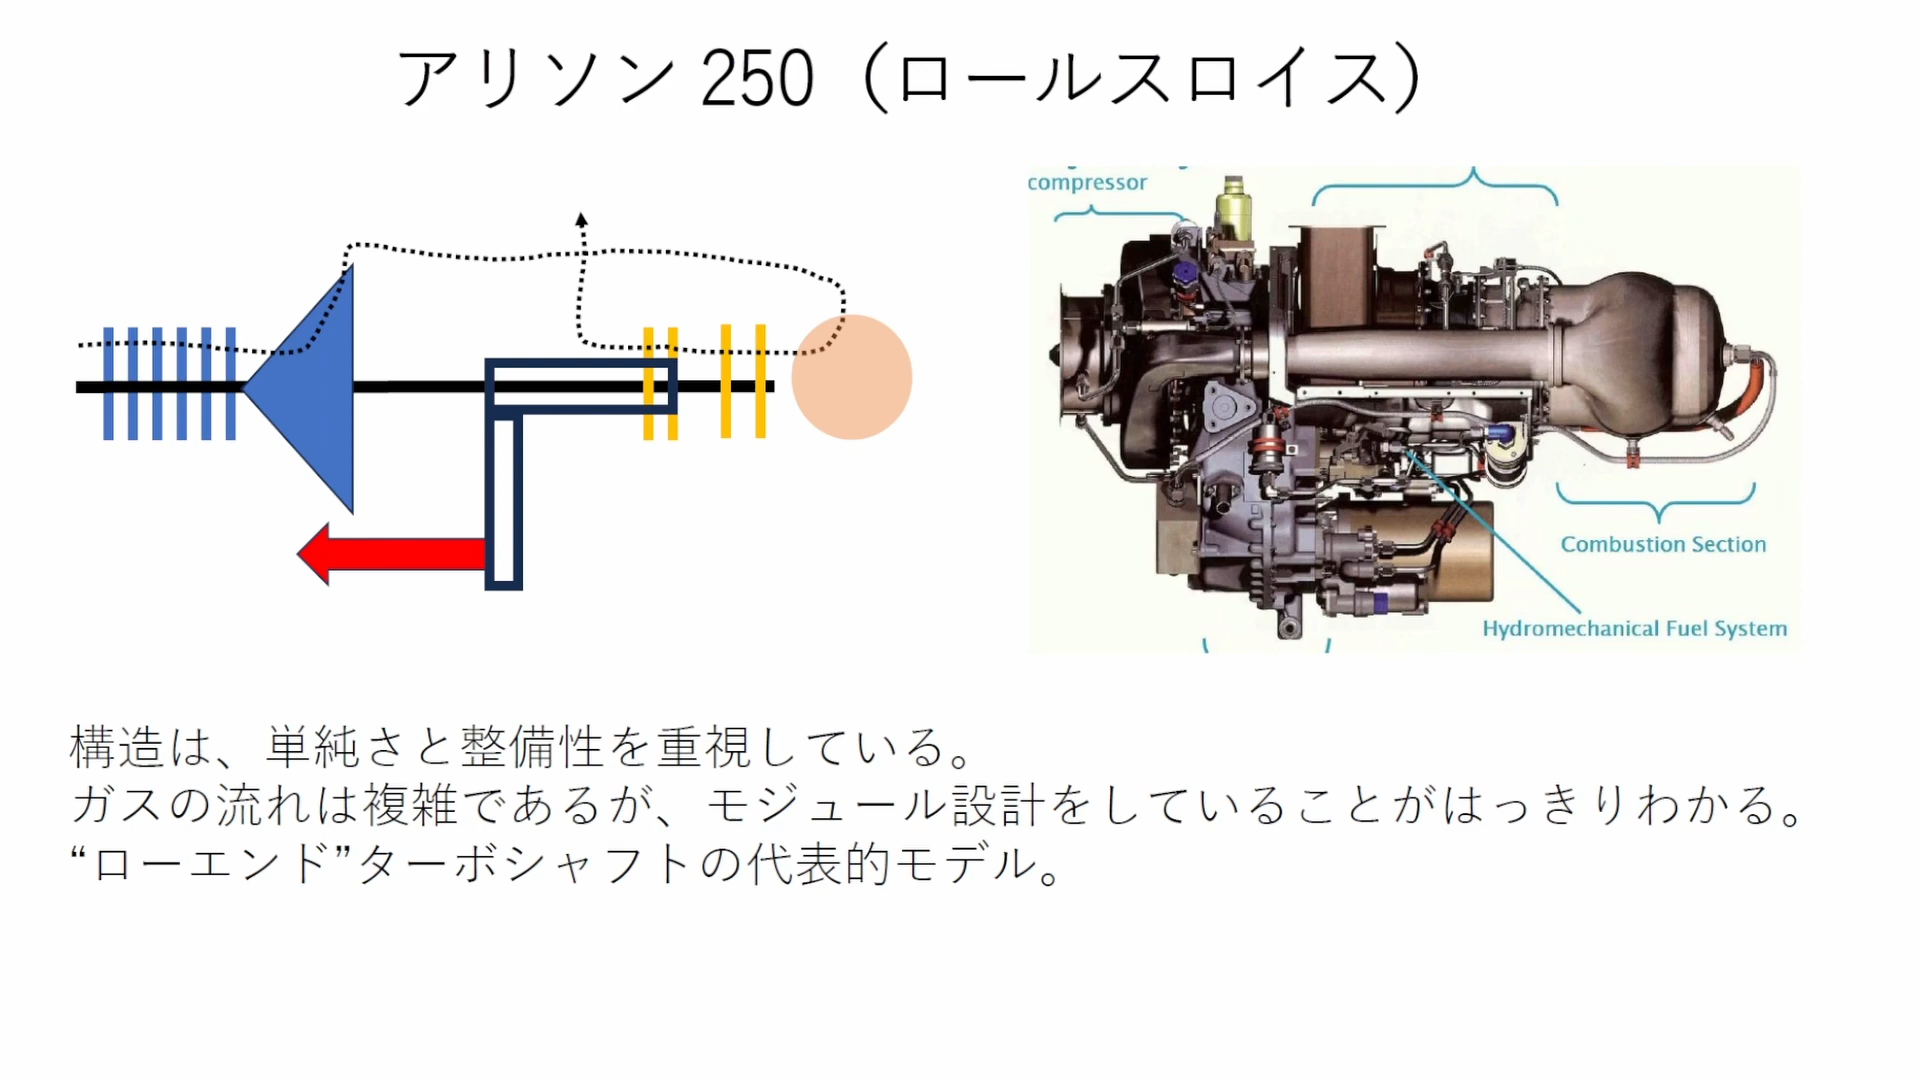 アリソン 250（ロールスロイス）
compressor
Combustion Section
Hydromechanical Fuel System
構造は、単純さと整備性を重視している。
ガスの流れは複雑であるが、モジュール設計をしていることがはっきりわかる。
“ローエンド”ターボシャフトの代表的モデル。